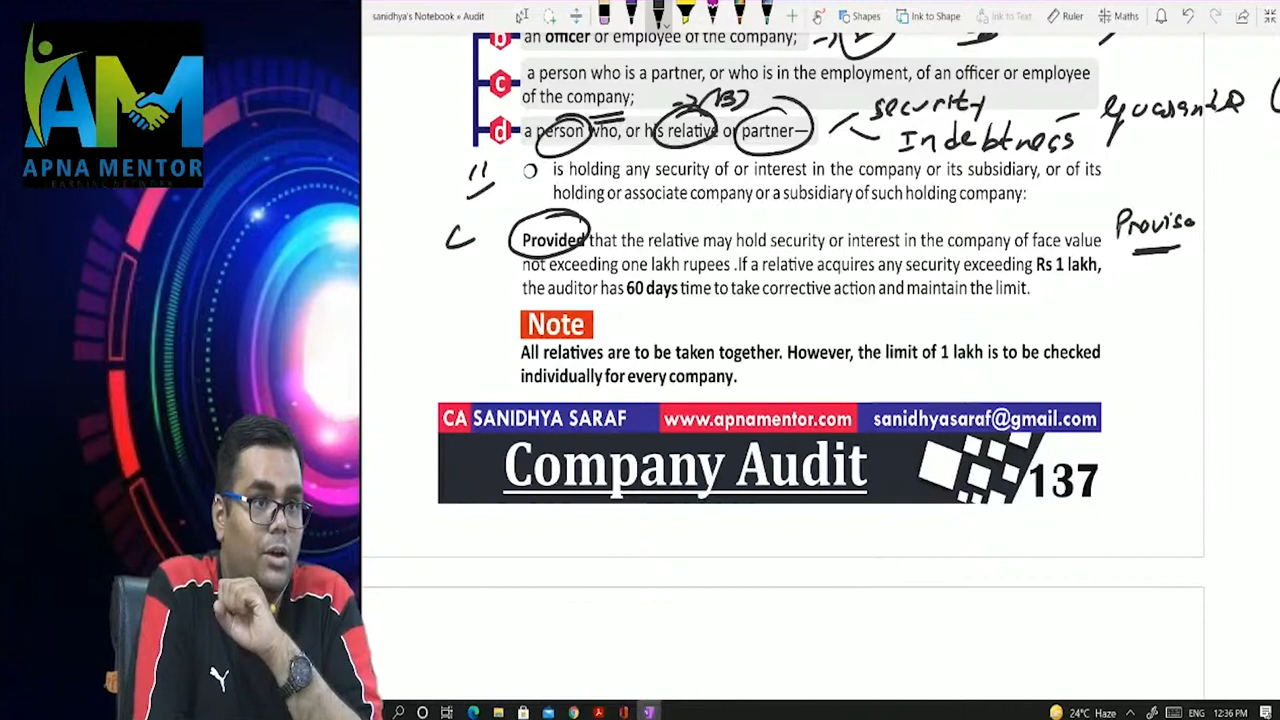 sanidhya's Notebook » Audit
Shapes
Ink to Shape
Ink to Text
Ruler
Maths
AM
APNA MENTOR
b an officer or employee of the company;
c a person who is a partner, or who is in the employment, of an officer or employee
of the company;
security
Guarantee
d a person who, or his relative or partner—
Indebtness
is holding any security of or interest in the company or its subsidiary, or of its
holding or associate company or a subsidiary of such holding company:
Proviso
Provided that the relative may hold security or interest in the company of face value
not exceeding one lakh rupees .If a relative acquires any security exceeding Rs 1 lakh,
the auditor has 60 days time to take corrective action and maintain the limit.
Note
All relatives are to be taken together. However, the limit of 1 lakh is to be checked
individually for every company.
CA SANIDHYA SARAF www.apnamentor.com sanidhyasaraf@gmail.com
Company Audit 137
24°C Haze ENG 12:36 PM